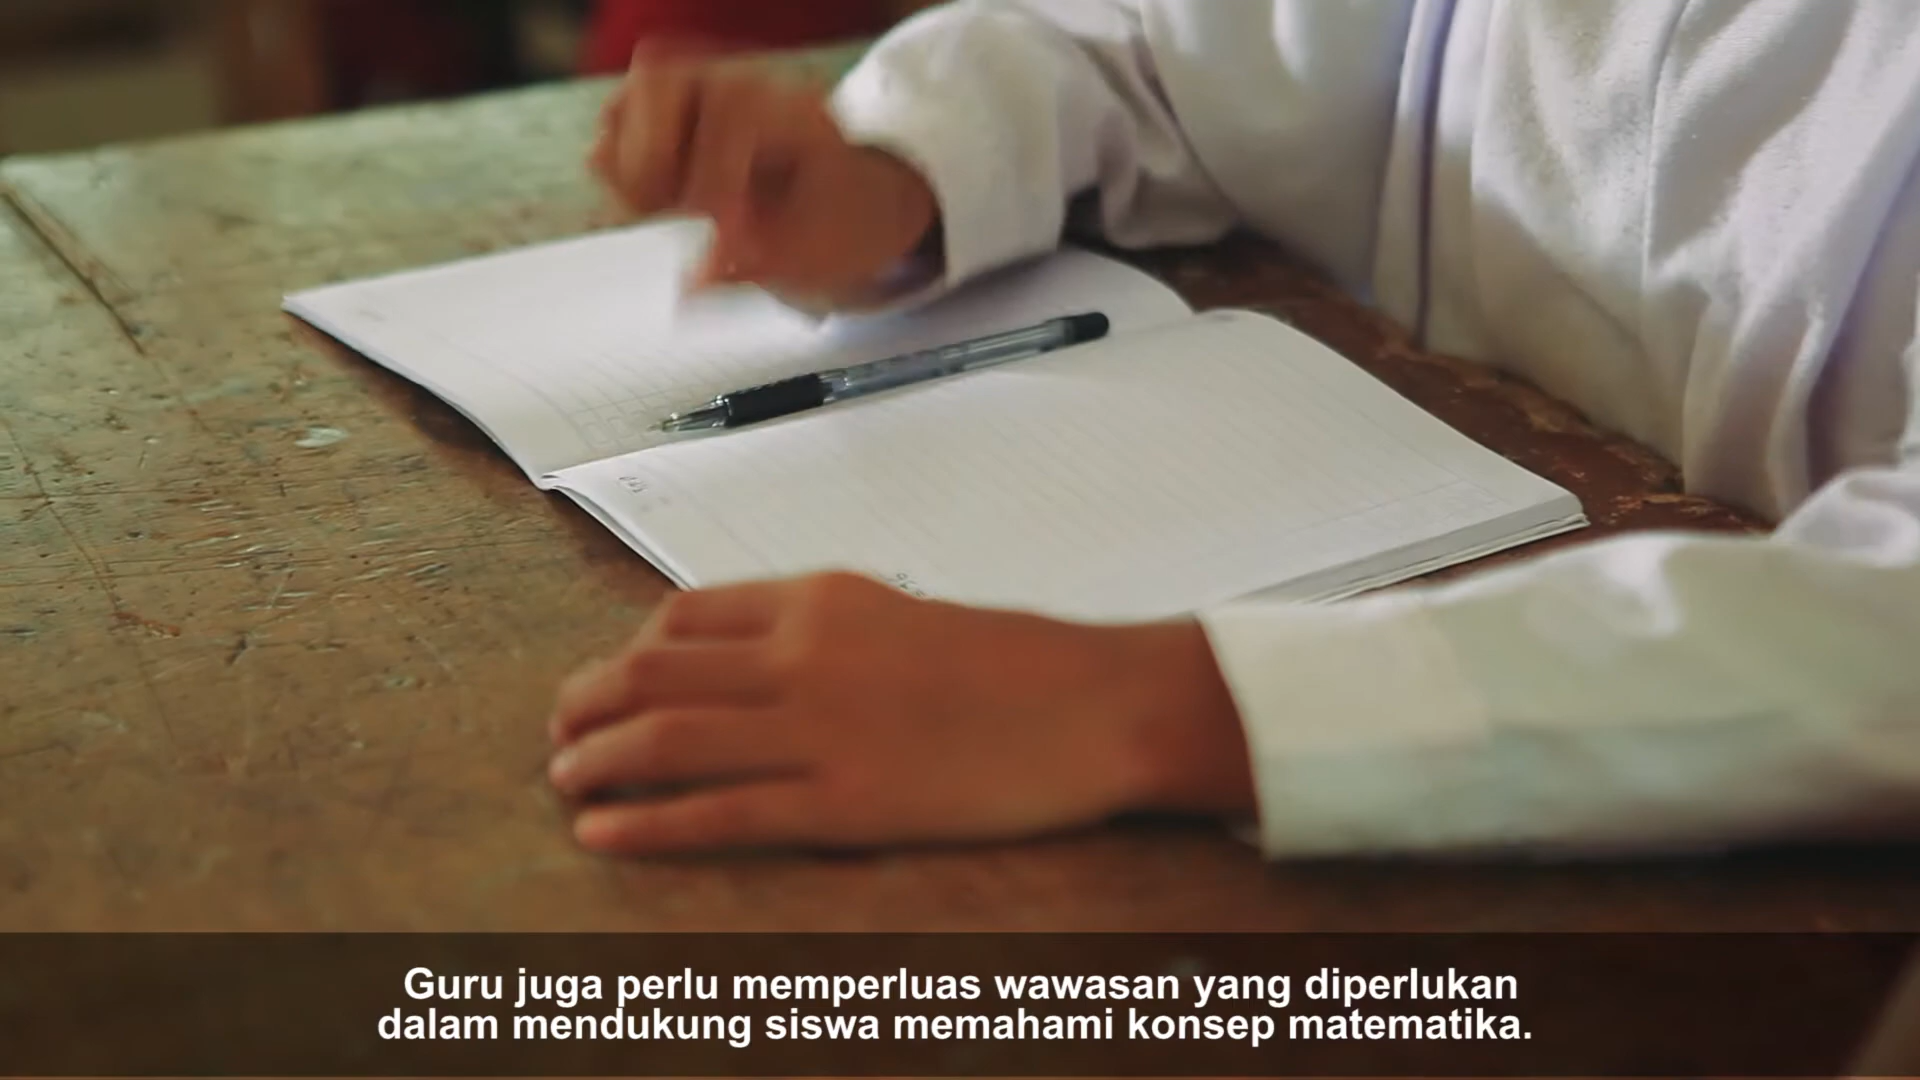 Guru juga perlu memperluas wawasan yang diperlukan
dalam mendukung siswa memahami konsep matematika.